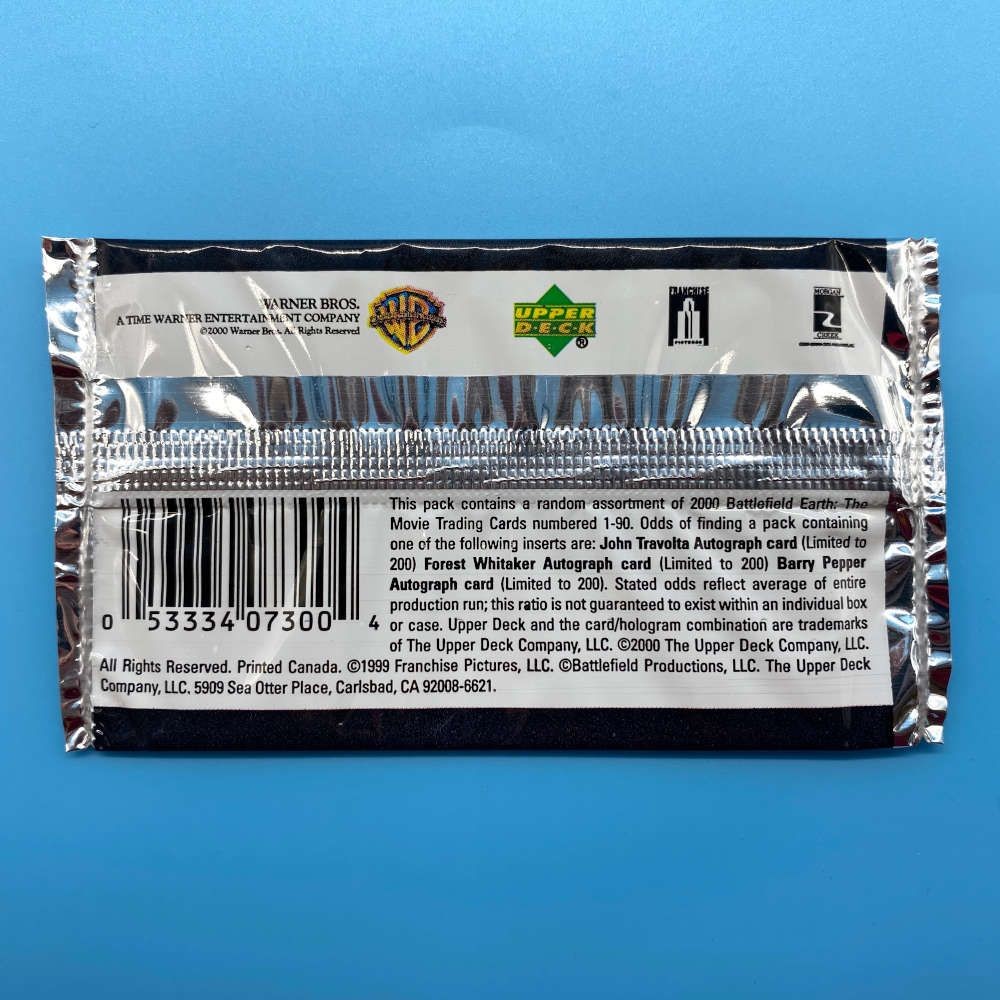 WARNER BROS.
A TIME WARNER ENTERTAINMENT COMPANY
©2000 Warner Bros. All Rights Reserved
WB
UPPER
DECK
®
FRANCHISE
PICTURES
MORGAN
CREEK
This pack contains a random assortment of 2000 Battlefield Earth: The
Movie Trading Cards numbered 1-90. Odds of finding a pack containing
one of the following inserts are: John Travolta Autograph card (Limited to
200) Forest Whitaker Autograph card (Limited to 200) Barry Pepper
Autograph card (Limited to 200). Stated odds reflect average of entire
production run; this ratio is not guaranteed to exist within an individual box
or case. Upper Deck and the card/hologram combination are trademarks
of The Upper Deck Company, LLC. ©2000 The Upper Deck Company, LLC.
All Rights Reserved. Printed Canada. ©1999 Franchise Pictures, LLC. ©Battlefield Productions, LLC. The Upper Deck
Company, LLC. 5909 Sea Otter Place, Carlsbad, CA 92008-6621.
0 53334 07300 4